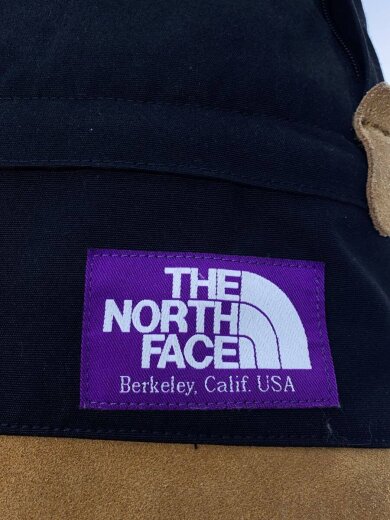 THE
NORTH
FACE
Berkeley, Calif. USA